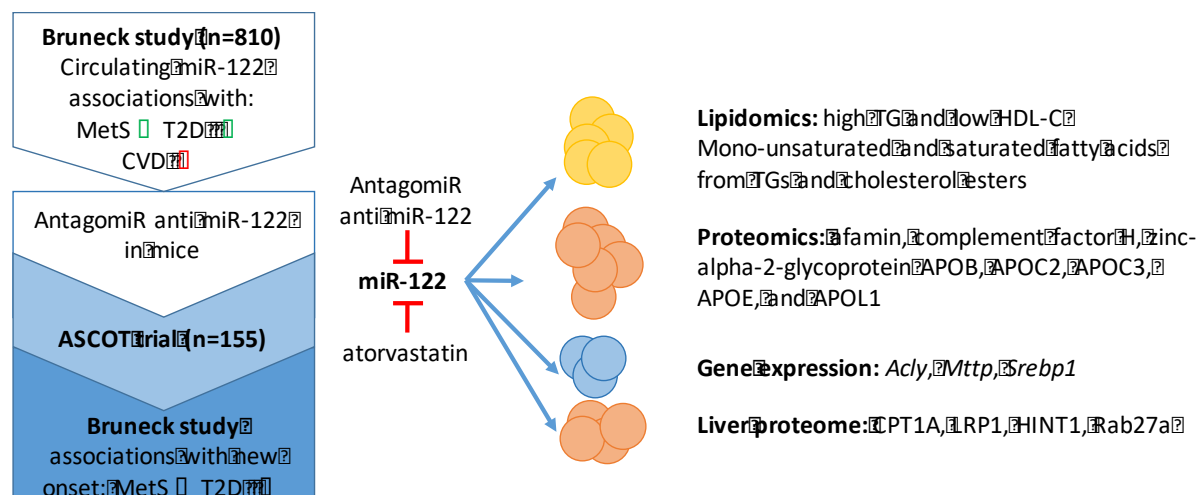 Bruneck study (n=810)
Circulating miR-122
associations with:
MetS T2D
CVD
AntagomiR anti miR-122
in mice
ASCOT trial (n=155)
Bruneck study
associations with new
onset: MetS T2D
AntagomiR
anti miR-122
miR-122
atorvastatin
Lipidomics: high TG and low HDL-C
Mono-unsaturated and saturated fatty acids
from TGs and cholesterol esters
Proteomics: afamin, complement factor H, zinc-
alpha-2-glycoprotein APOB, APOC2, APOC3,
APOE, and APOL1
Gene expression: Acly, Mttp, Srebp1
Liver proteome: CPT1A, LRP1, HINT1, Rab27a